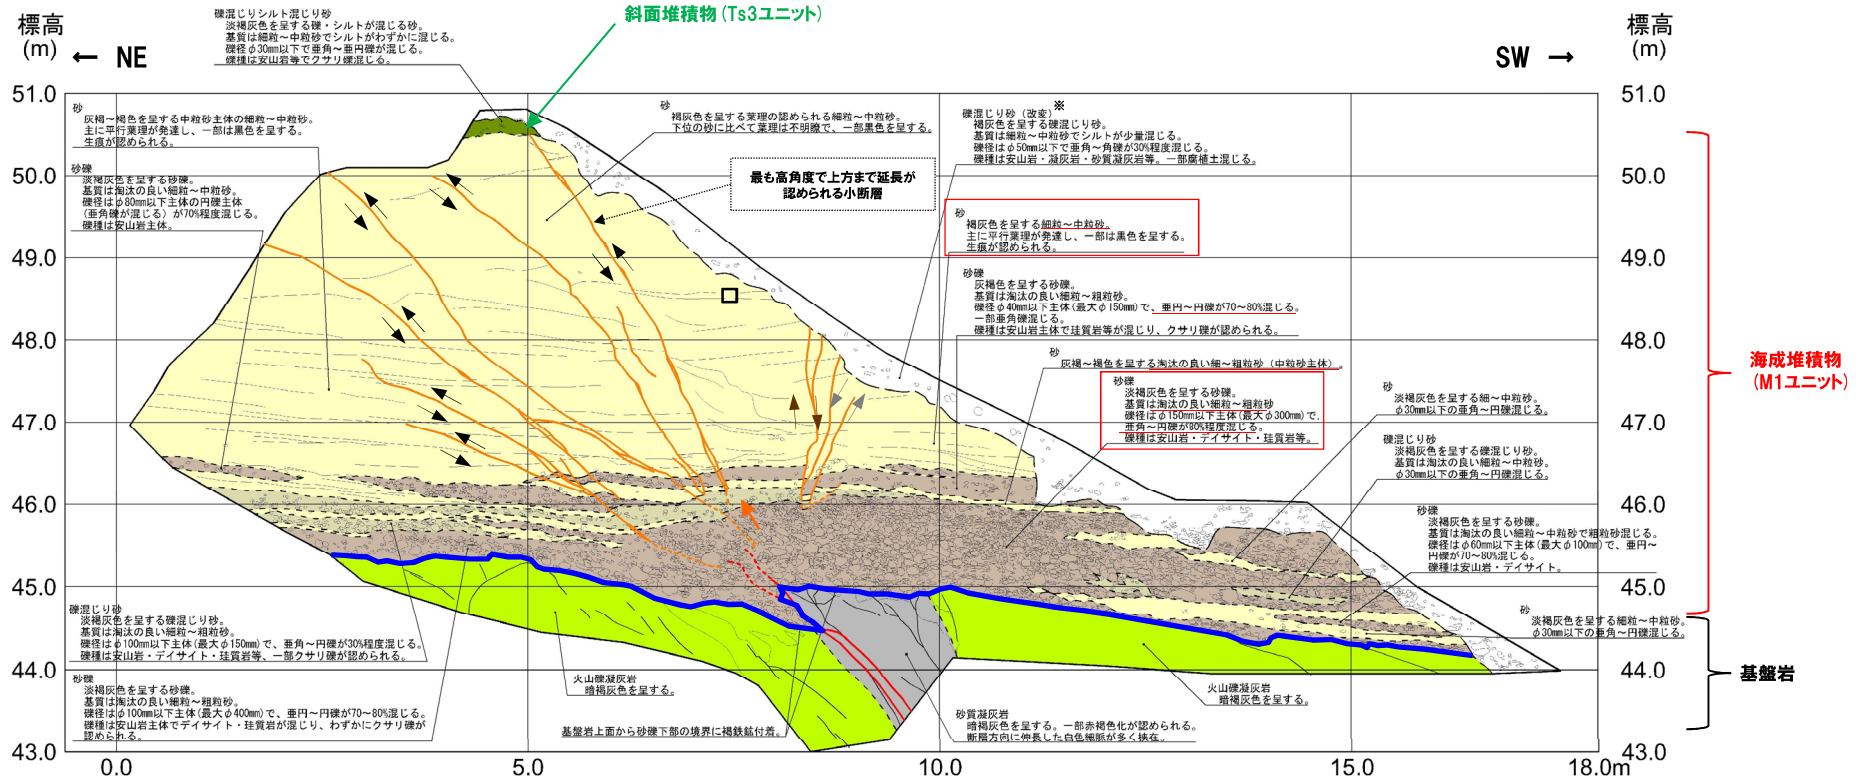 標高
(m)
← NE
礫混じりシルト混じり砂
淡褐灰色を呈する礫・シルトが混じる砂。
基質は細粒～中粒砂でシルトがわずかに混じる。
礫径φ30mm以下で亜角～亜円礫が混じる。
礫種は安山岩等でクサリ礫混じる。
斜面堆積物（Ts3ユニット）
SW →
標高
(m)
51.0
50.0
49.0
48.0
47.0
46.0
45.0
44.0
43.0
砂
灰褐～褐色を呈する中粒砂主体の細粒～中粒砂。
主に平行葉理が発達し、一部は黒色を呈する。
生痕が認められる。
砂礫
淡褐灰色を呈する砂礫。
基質は淘汰の良い細粒～中粒砂。
礫径はφ80mm以下主体の円礫主体
（亜角礫が混じる）が70%程度混じる。
礫種は安山岩主体。
砂
褐灰色を呈する葉理の認められる細粒～中粒砂。
下位の砂に比べて葉理は不明瞭で、一部黒色を呈する。
最も高角度で上方まで延長が
認められる小断層
礫混じり砂（改変）※
褐灰色を呈する礫混じり砂。
基質は細粒～中粒砂でシルトが少量混じる。
礫径はφ50mm以下で亜角～角礫が30%程度混じる。
礫種は安山岩・凝灰岩・砂質凝灰岩等。一部腐植土混じる。
砂
褐灰色を呈する細粒～中粒砂。
主に平行葉理が発達し、一部は黒色を呈する。
生痕が認められる。
砂礫
灰褐色を呈する砂礫。
基質は淘汰の良い細粒～粗粒砂。
礫径φ40mm以下主体(最大φ150mm)で、亜円～円礫が70～80%混じる。
一部亜角礫混じる。
礫種は安山岩主体で珪質岩等が混じり、クサリ礫が認められる。
砂
灰褐～褐色を呈する淘汰の良い細～粗粒砂（中粒砂主体）。
砂礫
淡褐灰色を呈する砂礫。
基質は淘汰の良い細粒～粗粒砂
礫径はφ150mm以下主体(最大φ300mm)で、
亜角～円礫が80%程度混じる。
礫種は安山岩・デイサイト・珪質岩等。
砂
淡褐灰色を呈する細～中粒砂。
φ30mm以下の亜角～円礫混じる。
礫混じり砂
淡褐灰色を呈する礫混じり砂。
基質は淘汰の良い細粒～中粒砂。
φ30mm以下の亜角～円礫混じる。
砂礫
淡褐灰色を呈する砂礫。
基質は淘汰の良い細粒～中粒砂で粗粒砂混じる。
礫径はφ60mm以下主体(最大φ100mm)で、亜円～
円礫が70～80%混じる。
礫種は安山岩・デイサイト。
砂
淡褐灰色を呈する細粒～中粒砂。
φ30mm以下の亜角～円礫混じる。
51.0
50.0
49.0
48.0
47.0
46.0
45.0
44.0
43.0
海成堆積物
（M1ユニット）
基盤岩
礫混じり砂
淡褐灰色を呈する礫混じり砂。
基質は淘汰の良い細粒～粗粒砂。
礫径はφ100mm以下主体(最大φ150mm)で、亜角～円礫が30%程度混じる。
礫種は安山岩・デイサイト・珪質岩等、一部クサリ礫が認められる。
砂礫
淡褐灰色を呈する砂礫。
基質は淘汰の良い細粒～粗粒砂。
礫径はφ100mm以下主体(最大φ400mm)で、亜円～円礫が70～80%混じる。
礫種は安山岩主体でデイサイト・珪質岩が混じり、わずかにクサリ礫が
認められる。
火山礫凝灰岩
暗褐灰色を呈する。
基盤岩上面から砂礫下部の境界に褐鉄鉱付着。
砂質凝灰岩
暗褐灰色を呈する。一部赤褐色化が認められる。
断層方向に伸長した白色細脈が多く挟在。
火山礫凝灰岩
暗褐灰色を呈する。
0.0
5.0
10.0
15.0
18.0m